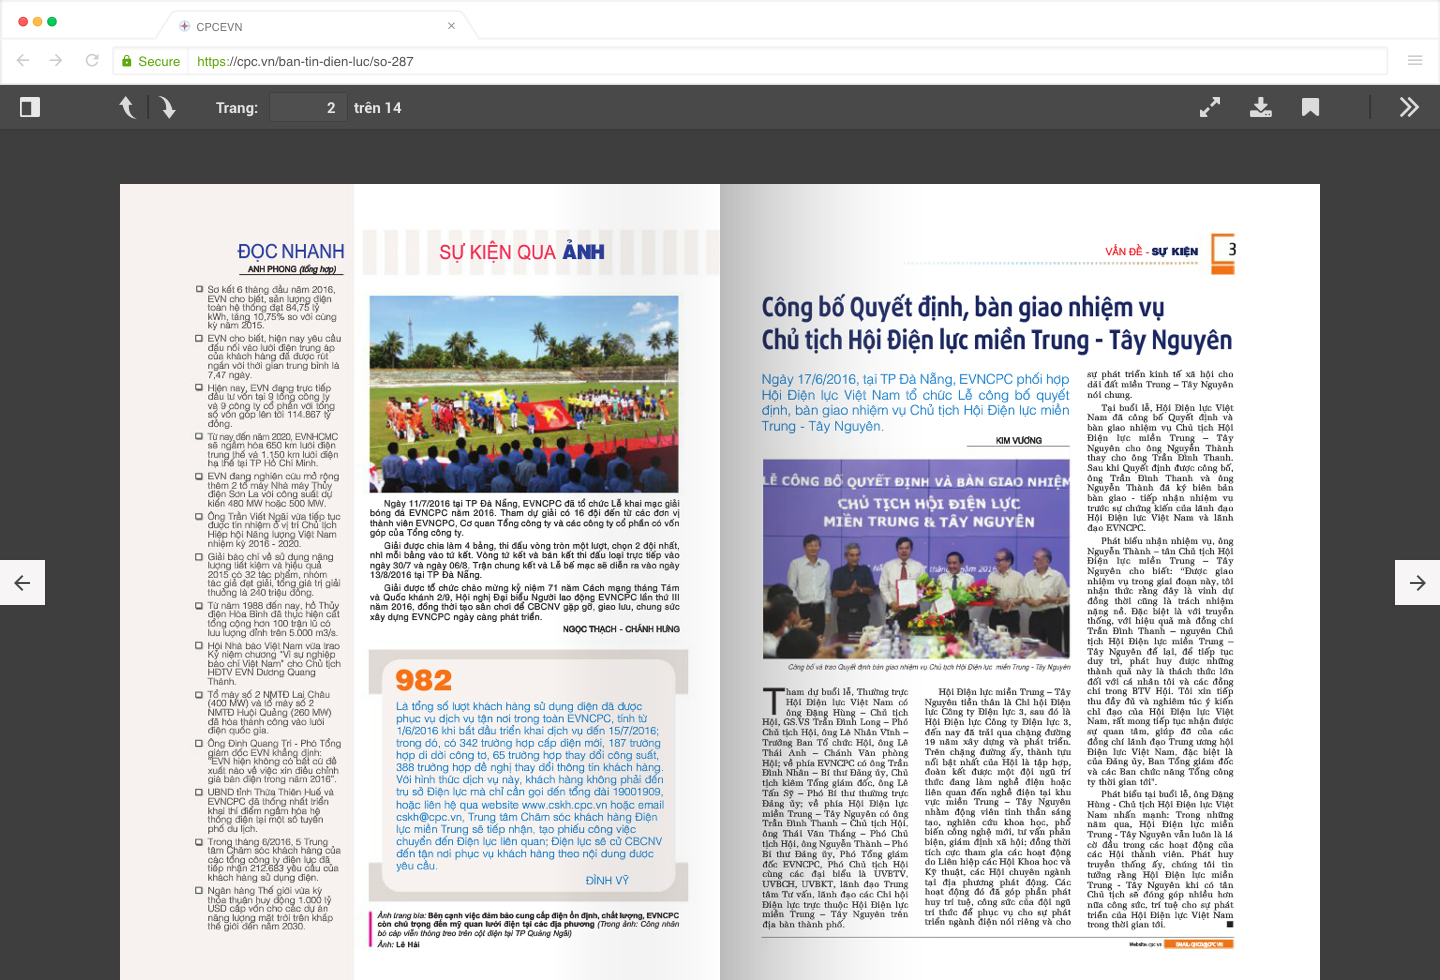 CPCEVN
Secure
https://cpc.vn/ban-tin-dien-luc/so-287
Trang:
2
trên 14
ĐỌC NHANH
ANH PHONG (tổng hợp)
Sơ kết 6 tháng đầu năm 2016,
EVN cho biết, sản lượng điện
toàn hệ thống đạt 84,75 tỷ
kWh, tăng 10,75% so với cùng
kỳ năm 2015.
EVN cho biết, hiện nay yêu cầu
đấu nối vào lưới điện trung áp
của khách hàng đã được rút
ngắn với thời gian trung bình là
7,47 ngày.
Hiện nay, EVN đang trực tiếp
đầu tư vốn tại 9 tổng công ty
và 9 công ty cổ phần với tổng
số vốn góp lên tới 114.867 tỷ
đồng.
Từ nay đến năm 2020, EVNHCMC
sẽ ngầm hóa 650 km lưới điện
trung thế và 1.150 km lưới điện
hạ thế tại TP Hồ Chí Minh.
EVN đang nghiên cứu mở rộng
thêm 2 tổ máy Nhà máy Thủy
điện Sơn La với công suất dự
kiến 480 MW hoặc 500 MW.
Ông Trần Viết Ngãi vừa tiếp tục
được tín nhiệm ở vị trí Chủ tịch
Hiệp hội Năng lượng Việt Nam
nhiệm kỳ 2016 - 2020.
Giải báo chí về sử dụng năng
lượng tiết kiệm và hiệu quả
2015 có 32 tác phẩm, nhóm
tác giả đạt giải, tổng giá trị giải
thưởng là 240 triệu đồng.
Từ năm 1988 đến nay, hồ Thủy
điện Hòa Bình đã thực hiện cắt
tổng cộng hơn 100 trận lũ có
lưu lượng đỉnh trên 5.000 m3/s.
Hội Nhà báo Việt Nam vừa trao
Kỷ niệm chương "Vì sự nghiệp
báo chí Việt Nam" cho Chủ tịch
HĐTV EVN Dương Quang
Thành.
Tổ máy số 2 NMTĐ Lai Châu
(400 MW) và tổ máy số 2
NMTĐ Huội Quảng (260 MW)
đã hòa thành công vào lưới
điện quốc gia.
Ông Đinh Quang Tri - Phó Tổng
giám đốc EVN khẳng định:
"EVN hiện không có bất cứ đề
xuất nào về việc xin điều chỉnh
giá bán điện trong năm 2016".
UBND tỉnh Thừa Thiên Huế và
EVNCPC đã thống nhất triển
khai thí điểm ngầm hóa hệ
thống điện tại một số tuyến
phố du lịch.
Trong tháng 6/2016, 5 Trung
tâm Chăm sóc khách hàng của
các tổng công ty điện lực đã
tiếp nhận 212.683 yêu cầu của
khách hàng sử dụng điện.
Ngân hàng Thế giới vừa ký
thỏa thuận huy động 1.000 tỷ
USD cấp vốn cho các dự án
năng lượng mặt trời trên khắp
thế giới đến năm 2030.
SỰ KIỆN QUA ẢNH
Ngày 11/7/2016 tại TP Đà Nẵng, EVNCPC đã tổ chức Lễ khai mạc giải
bóng đá EVNCPC năm 2016. Tham dự giải có 16 đội đến từ các đơn vị
thành viên EVNCPC, Cơ quan Tổng công ty và các công ty cổ phần có vốn
góp của Tổng công ty.
Giải được chia làm 4 bảng, thi đấu vòng tròn một lượt, chọn 2 đội nhất,
nhì mỗi bảng vào tứ kết. Vòng tứ kết và bán kết thi đấu loại trực tiếp vào
ngày 30/7 và ngày 06/8. Trận chung kết và Lễ bế mạc sẽ diễn ra vào ngày
13/8/2016 tại TP Đà Nẵng.
Giải được tổ chức chào mừng kỷ niệm 71 năm Cách mạng tháng Tám
và Quốc khánh 2/9, Hội nghị Đại biểu Người lao động EVNCPC lần thứ III
năm 2016, đồng thời tạo sân chơi để CBCNV gặp gỡ, giao lưu, chung sức
xây dựng EVNCPC ngày càng phát triển.
NGỌC THẠCH - CHÁNH HƯNG
982
Là tổng số lượt khách hàng sử dụng điện đã được
phục vụ dịch vụ tận nơi trong toàn EVNCPC, tính từ
1/6/2016 khi bắt đầu triển khai dịch vụ đến 15/7/2016;
trong đó, có 342 trường hợp cấp điện mới, 187 trường
hợp di dời công tơ, 65 trường hợp thay đổi công suất,
388 trường hợp đề nghị thay đổi thông tin khách hàng.
Với hình thức dịch vụ này, khách hàng không phải đến
trụ sở Điện lực mà chỉ cần gọi đến tổng đài 19001909,
hoặc liên hệ qua website www.cskh.cpc.vn hoặc email
cskh@cpc.vn, Trung tâm Chăm sóc khách hàng Điện
lực miền Trung sẽ tiếp nhận, tạo phiếu công việc
chuyển đến Điện lực liên quan; Điện lực sẽ cử CBCNV
đến tận nơi phục vụ khách hàng theo nội dung được
yêu cầu.
ĐÌNH VỸ
Ảnh trang bìa: Bên cạnh việc đảm bảo cung cấp điện ổn định, chất lượng, EVNCPC
còn chú trọng đến mỹ quan lưới điện tại các địa phương (Trong ảnh: Công nhân
bó cáp viễn thông treo trên cột điện tại TP Quảng Ngãi)
Ảnh: Lê Hải
VẤN ĐỀ - SỰ KIỆN
3
Công bố Quyết định, bàn giao nhiệm vụ
Chủ tịch Hội Điện lực miền Trung - Tây Nguyên
Ngày 17/6/2016, tại TP Đà Nẵng, EVNCPC phối hợp
Hội Điện lực Việt Nam tổ chức Lễ công bố quyết
định, bàn giao nhiệm vụ Chủ tịch Hội Điện lực miền
Trung - Tây Nguyên.
KIM VƯƠNG
LỄ CÔNG BỐ QUYẾT ĐỊNH VÀ BÀN GIAO NHIỆM
CHỦ TỊCH HỘI ĐIỆN LỰC
MIỀN TRUNG & TÂY NGUYÊN
Công bố và trao Quyết định bàn giao nhiệm vụ Chủ tịch Hội Điện lực miền Trung - Tây Nguyên
Tham dự buổi lễ, Thường trực
Hội Điện lực Việt Nam có
ông Đặng Hùng – Chủ tịch
Hội, GS.VS Trần Đình Long – Phó
Chủ tịch Hội, ông Lê Nhân Vĩnh –
Trưởng Ban Tổ chức Hội, ông Lê
Tấn Anh – Chánh Văn phòng
Hội; về phía EVNCPC có ông Trần
Đình Nhân – Bí thư Đảng ủy, Chủ
tịch kiêm Tổng giám đốc, ông Lê
Tấn Sỹ – Phó Bí thư thường trực
Đảng ủy; về phía Hội Điện lực
miền Trung – Tây Nguyên có ông
Trần Đình Thanh – Chủ tịch Hội,
ông Thái Văn Thắng – Phó Chủ
tịch Hội, ông Nguyễn Thành – Phó
Bí thư Đảng ủy, Phó Tổng giám
đốc EVNCPC, Phó Chủ tịch Hội
cùng các đại biểu là UVBTV,
UVBCH, UVBKT, lãnh đạo Trung
tâm Tư vấn, lãnh đạo các Chi hội
Điện lực trực thuộc Hội Điện lực
miền Trung – Tây Nguyên trên
địa bàn thành phố.
Hội Điện lực miền Trung – Tây
Nguyên tiền thân là Chi hội Điện
lực Công ty Điện lực 3, sau đó là
Hội Điện lực Công ty Điện lực 3,
đến nay đã trải qua chặng đường
19 năm xây dựng và phát triển.
Trên chặng đường ấy, thành tựu
nổi bật nhất của Hội là tập hợp,
đoàn kết được một đội ngũ trí
thức đang làm nghề điện hoặc
liên quan đến nghề điện tại khu
vực miền Trung – Tây Nguyên
nhằm động viên tinh thần sáng
tạo, nghiên cứu khoa học, phổ
biến công nghệ mới, tư vấn phản
biện, giám định xã hội; đồng thời
tích cực tham gia các hoạt động
do Liên hiệp các Hội Khoa học và
Kỹ thuật, các Hội chuyên ngành
tại địa phương phát động. Các
hoạt động đó đã góp phần phát
huy trí tuệ, công sức của đội ngũ
trí thức để phục vụ cho sự phát
triển ngành điện nói riêng và cho
sự phát triển kinh tế xã hội cho
dải đất miền Trung – Tây Nguyên
nói chung.
Tại buổi lễ, Hội Điện lực Việt
Nam đã công bố Quyết định và
bàn giao nhiệm vụ Chủ tịch Hội
Điện lực miền Trung – Tây
Nguyên cho ông Nguyễn Thành
thay cho ông Trần Đình Thanh.
Sau khi Quyết định được công bố,
ông Trần Đình Thanh và ông
Nguyễn Thành đã ký biên bản
bàn giao - tiếp nhận nhiệm vụ
trước sự chứng kiến của lãnh đạo
Hội Điện lực Việt Nam và lãnh
đạo EVNCPC.
Phát biểu nhận nhiệm vụ, ông
Nguyễn Thành – tân Chủ tịch Hội
Điện lực miền Trung – Tây
Nguyên cho biết: "Được giao
nhiệm vụ trong giai đoạn này, tôi
nhận thức rằng đây là vinh dự
đồng thời cũng là trách nhiệm
nặng nề. Đặc biệt là với truyền
thống, với hiệu quả mà đồng chí
Trần Đình Thanh – nguyên Chủ
tịch Hội Điện lực miền Trung –
Tây Nguyên để lại, để tiếp tục
duy trì, phát huy được những
thành quả này là thách thức lớn
đối với cá nhân tôi và các đồng
chí trong BTV Hội. Tôi xin tiếp
thu đầy đủ và nghiêm túc ý kiến
chỉ đạo của Hội Điện lực Việt
Nam, rất mong tiếp tục nhận được
sự quan tâm, giúp đỡ của các
đồng chí lãnh đạo Trung ương hội
Điện lực Việt Nam, đặc biệt là
của Đảng ủy, Ban Tổng giám đốc
và các Ban chức năng Tổng công
ty thời gian tới".
Phát biểu tại buổi lễ, ông Đặng
Hùng - Chủ tịch Hội Điện lực Việt
Nam nhấn mạnh: Trong những
năm qua, Hội Điện lực miền
Trung - Tây Nguyên vẫn luôn là lá
cờ đầu trong các hoạt động của
các Hội thành viên. Phát huy
truyền thống ấy, chúng tôi tin
tưởng rằng Hội Điện lực miền
Trung - Tây Nguyên khi có tân
Chủ tịch sẽ đóng góp nhiều hơn
nữa công sức, trí tuệ cho sự phát
triển của Hội Điện lực Việt Nam
trong thời gian tới.
Website: cpc.vn